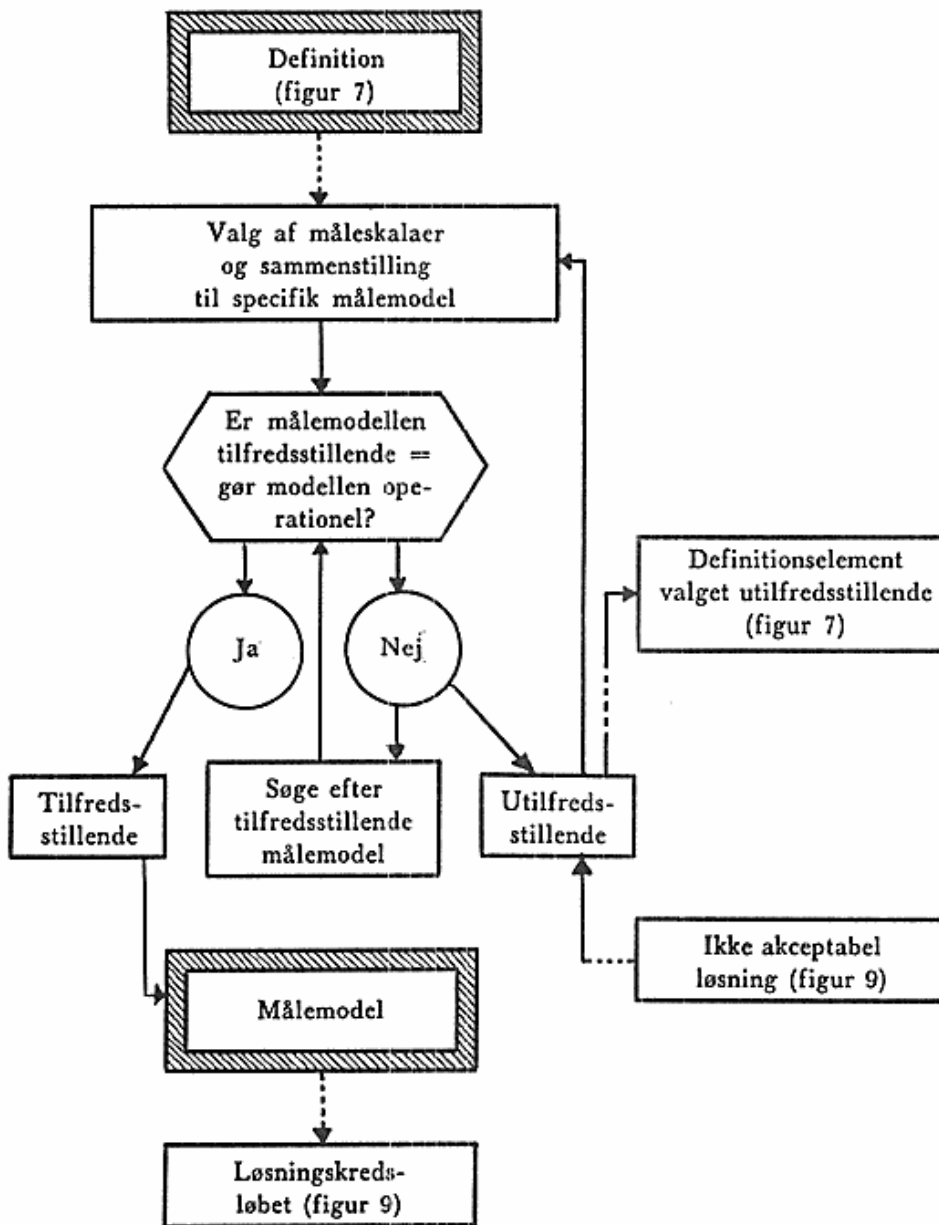 Definition
(figur 7)
Valg af måleskalaer
og sammenstilling
til specifik målemodel
Er målemodellen
tilfredsstillende =
gør modellen ope-
rationel?
Ja
Nej
Definitionselement
valget utilfredsstillende
(figur 7)
Tilfreds-
stillende
Søge efter
tilfredsstillende
målemodel
Utilfreds-
stillende
Ikke akceptabel
løsning (figur 9)
Målemodel
Løsningskreds-
løbet (figur 9)